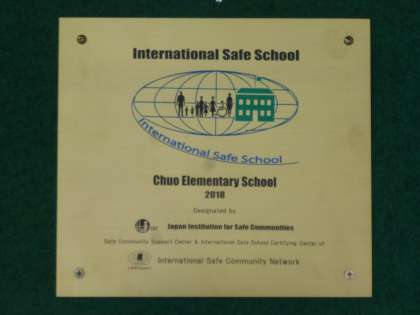 International Safe School
International Safe School
Chuo Elementary School
2018
Designated by
Japan Institution for Safe Communities
Safe Community Support Center & International Safe School Certifying Center of
International Safe Community Network